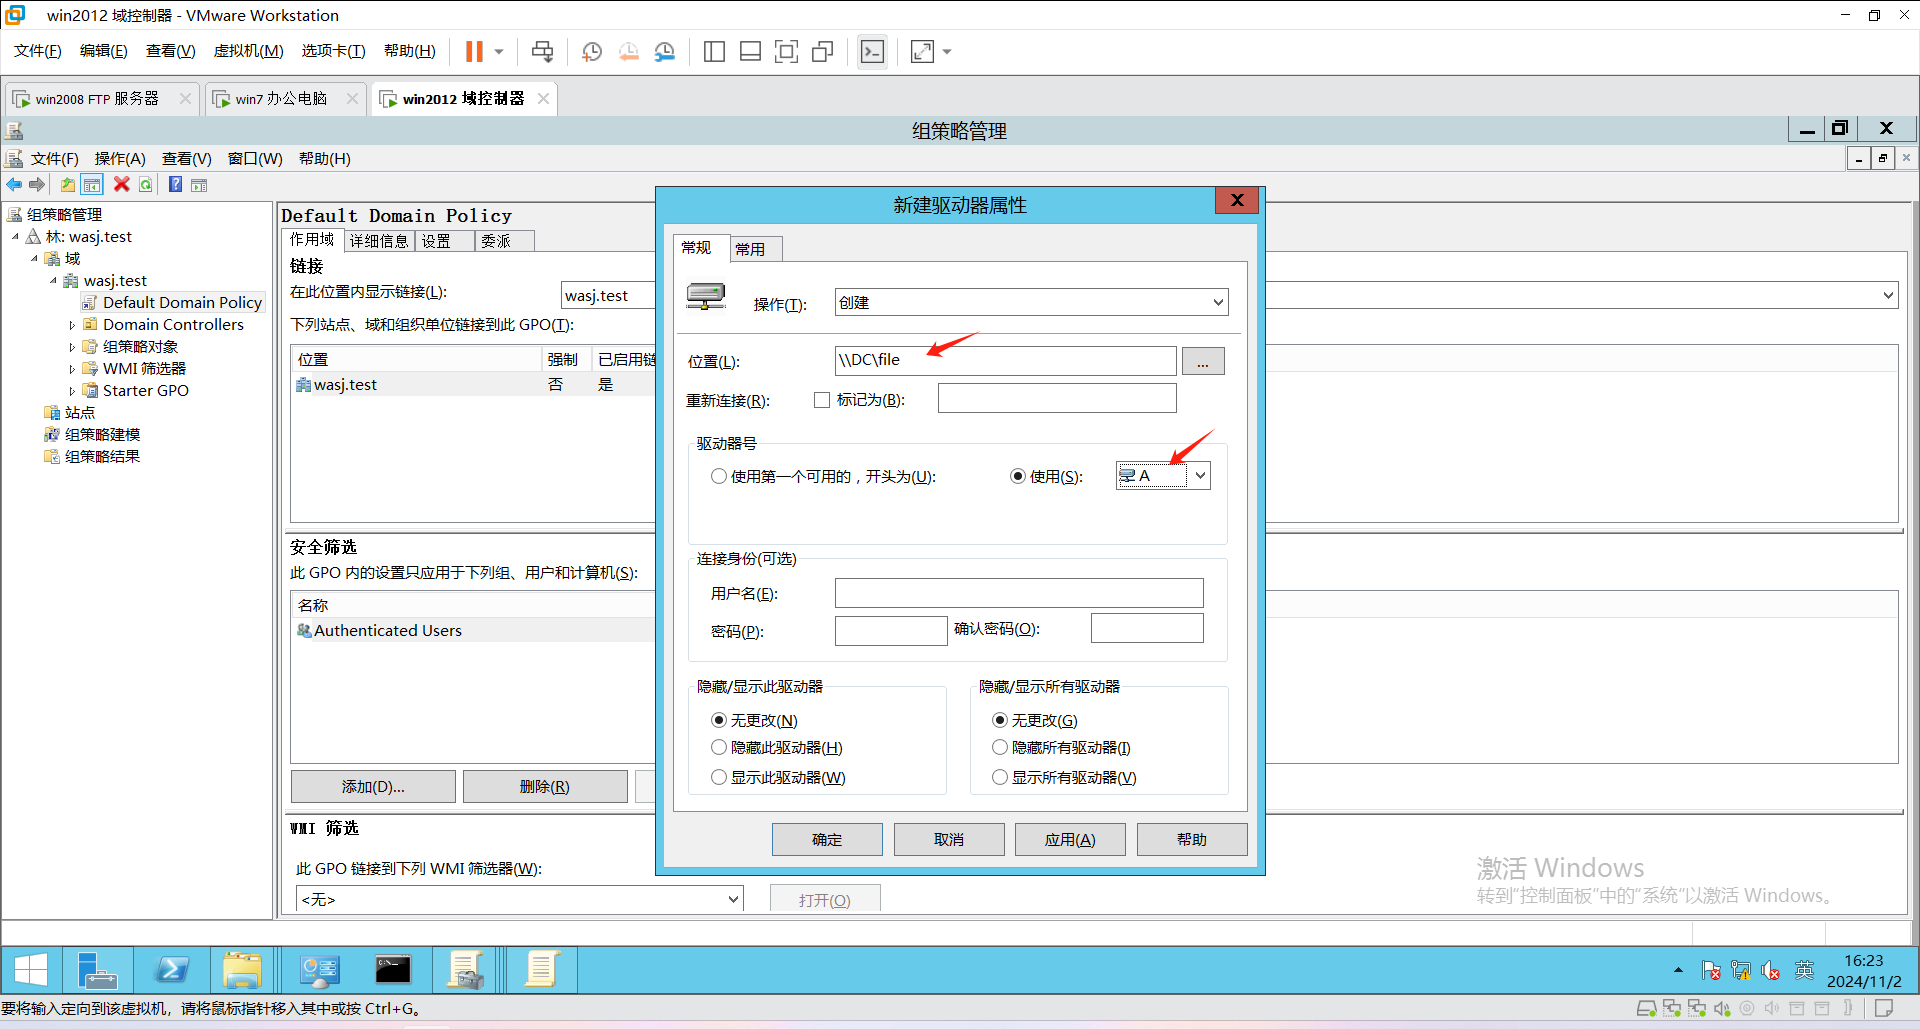 win2012 域控制器 - VMware Workstation
文件(F) 编辑(E) 查看(V) 虚拟机(M) 选项卡(T) 帮助(H)
win2008 FTP 服务器 win7 办公电脑 win2012 域控制器
组策略管理
文件(F) 操作(A) 查看(V) 窗口(W) 帮助(H)
组策略管理
林: wasj.test
域
wasj.test
Default Domain Policy
Domain Controllers
组策略对象
WMI 筛选器
Starter GPO
站点
组策略建模
组策略结果
Default Domain Policy
作用域 详细信息 设置 委派
链接
在此位置内显示链接(L):
wasj.test
下列站点、域和组织单位链接到此 GPO(T):
位置 强制 已启用链
wasj.test 否 是
安全筛选
此 GPO 内的设置只应用于下列组、用户和计算机(S):
名称
Authenticated Users
添加(D)... 删除(R)
WMI 筛选
此 GPO 链接到下列 WMI 筛选器(W):
<无> 打开(O)
新建驱动器属性
常规 常用
操作(T): 创建
位置(L): \\DC\file ...
重新连接(R): 标记为(B):
驱动器号
使用第一个可用的，开头为(U): 使用(S): A
连接身份(可选)
用户名(E):
密码(P): 确认密码(O):
隐藏/显示此驱动器
无更改(N)
隐藏此驱动器(H)
显示此驱动器(W)
隐藏/显示所有驱动器
无更改(G)
隐藏所有驱动器(I)
显示所有驱动器(V)
确定 取消 应用(A) 帮助
激活 Windows
转到"控制面板"中的"系统"以激活 Windows。
英
16:23
2024/11/2
要将输入定向到该虚拟机，请将鼠标指针移入其中或按 Ctrl+G。